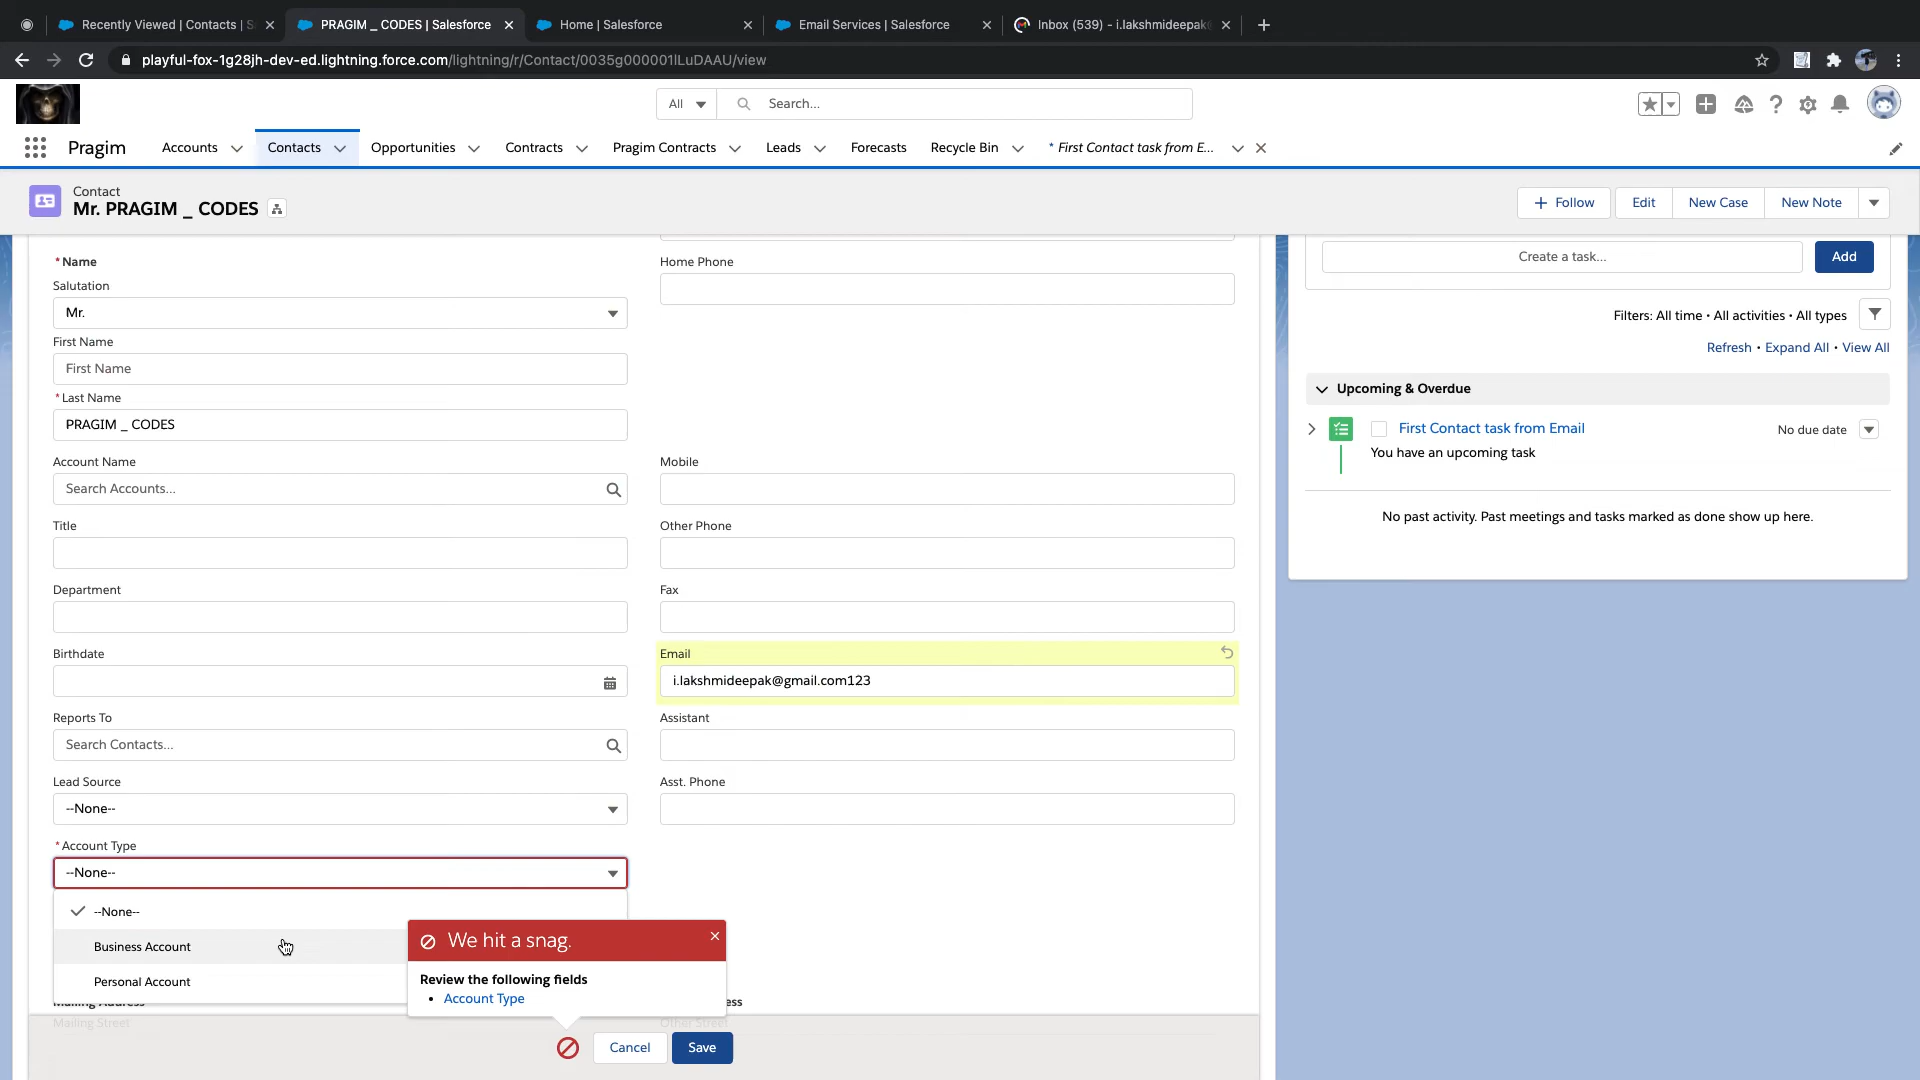 Recently Viewed | Contacts | S
PRAGIM _ CODES | Salesforce
Home | Salesforce
Email Services | Salesforce
Inbox (539) - i.lakshmideepak
playful-fox-1g28jh-dev-ed.lightning.force.com/lightning/r/Contact/0035g000001lLuDAAU/view
All
Search...
Pragim
Accounts
Contacts
Opportunities
Contracts
Pragim Contracts
Leads
Forecasts
Recycle Bin
* First Contact task from E...
Contact
Mr. PRAGIM _ CODES
Follow
Edit
New Case
New Note
* Name
Salutation
Mr.
First Name
First Name
* Last Name
PRAGIM _ CODES
Account Name
Search Accounts...
Title
Department
Birthdate
Reports To
Search Contacts...
Lead Source
--None--
* Account Type
--None--
--None--
Business Account
Personal Account
Mailing Address
Mailing Street
Home Phone
Mobile
Other Phone
Fax
Email
i.lakshmideepak@gmail.com123
Assistant
Asst. Phone
We hit a snag.
Review the following fields
• Account Type
ess
Other Street
Cancel
Save
Create a task...
Add
Filters: All time • All activities • All types
Refresh • Expand All • View All
Upcoming & Overdue
First Contact task from Email
No due date
You have an upcoming task
No past activity. Past meetings and tasks marked as done show up here.